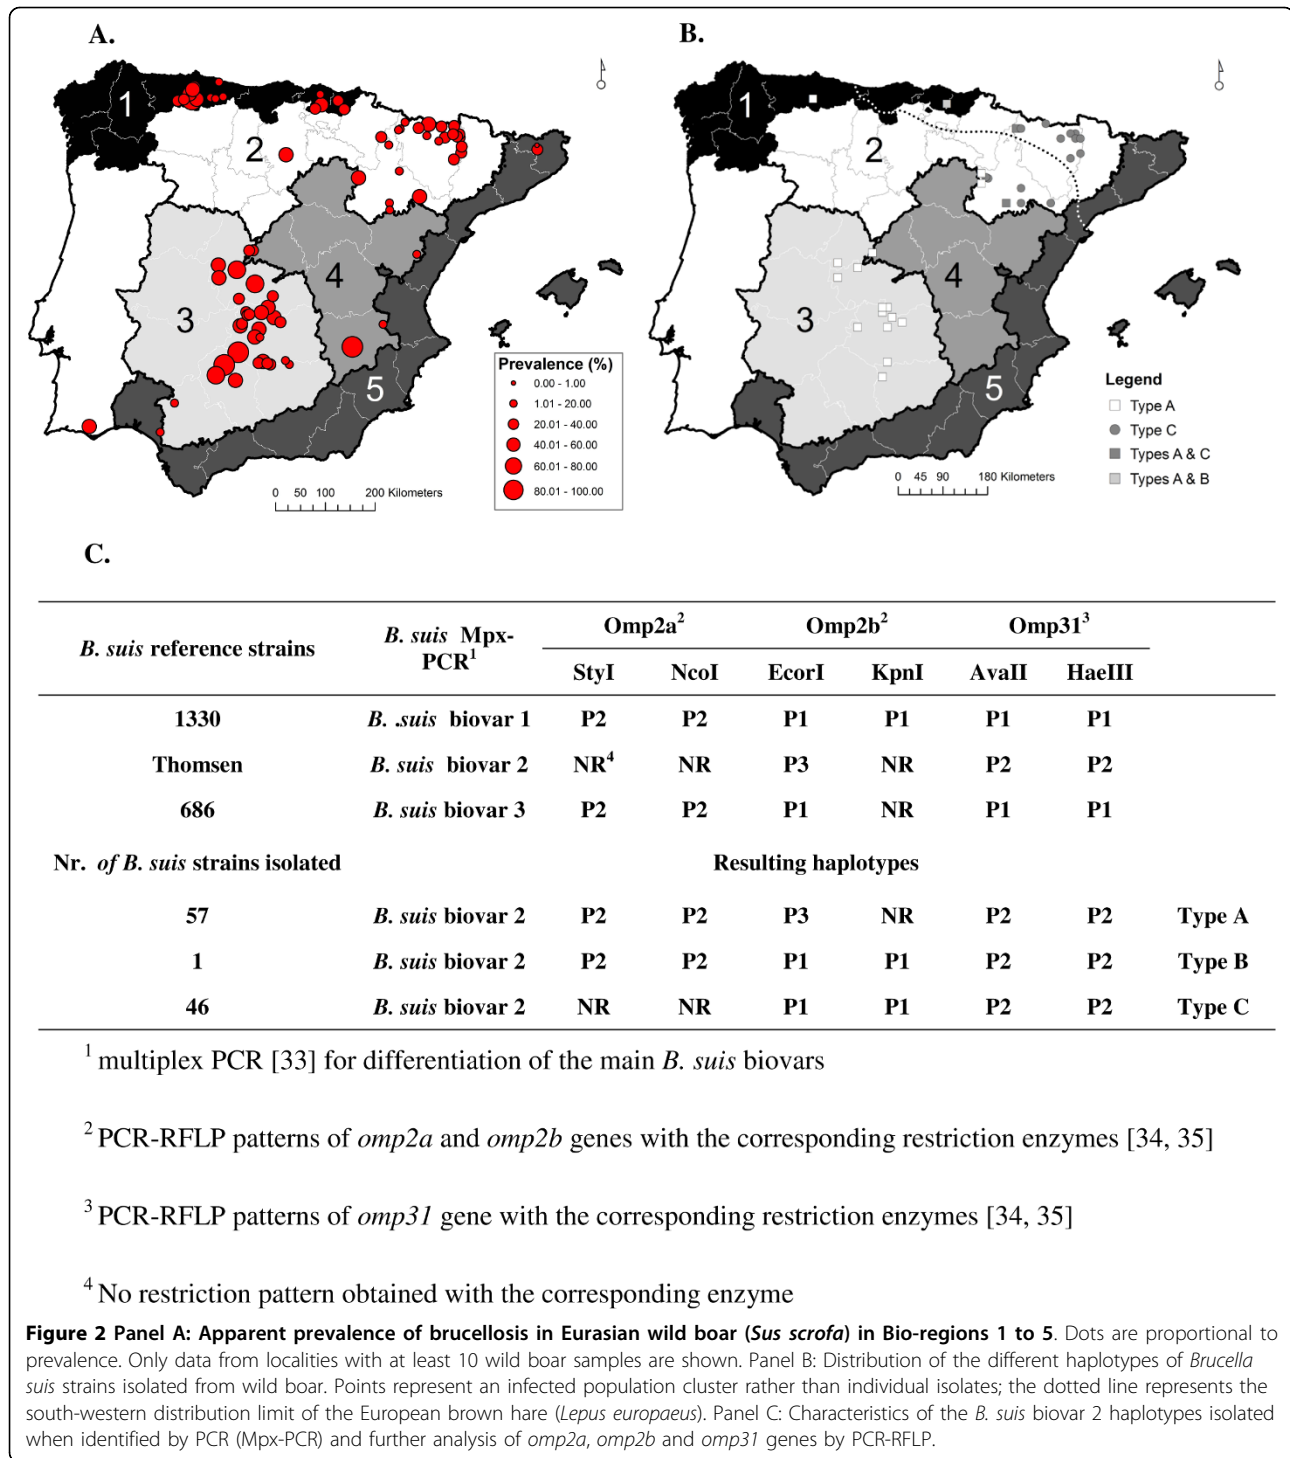 A.
B.
1
2
3
4
5
Prevalence (%)
0.00 - 1.00
1.01 - 20.00
20.01 - 40.00
40.01 - 60.00
60.01 - 80.00
80.01 - 100.00
0 50 100 200 Kilometers
1
2
3
4
5
Legend
Type A
Type C
Types A & C
Types A & B
0 45 90 180 Kilometers
C.
B. suis reference strains B. suis Mpx-PCR1 Omp2a2 Omp2b2 Omp313
StyI NcoI EcorI KpnI AvaII HaeIII
1330 B. .suis biovar 1 P2 P2 P1 P1 P1 P1
Thomsen B. suis biovar 2 NR4 NR P3 NR P2 P2
686 B. suis biovar 3 P2 P2 P1 NR P1 P1
Nr. of B. suis strains isolated Resulting haplotypes
57 B. suis biovar 2 P2 P2 P3 NR P2 P2 Type A
1 B. suis biovar 2 P2 P2 P1 P1 P2 P2 Type B
46 B. suis biovar 2 NR NR P1 P1 P2 P2 Type C
1 multiplex PCR [33] for differentiation of the main B. suis biovars
2 PCR-RFLP patterns of omp2a and omp2b genes with the corresponding restriction enzymes [34, 35]
3 PCR-RFLP patterns of omp31 gene with the corresponding restriction enzymes [34, 35]
4 No restriction pattern obtained with the corresponding enzyme
Figure 2 Panel A: Apparent prevalence of brucellosis in Eurasian wild boar (Sus scrofa) in Bio-regions 1 to 5. Dots are proportional to
prevalence. Only data from localities with at least 10 wild boar samples are shown. Panel B: Distribution of the different haplotypes of Brucella
suis strains isolated from wild boar. Points represent an infected population cluster rather than individual isolates; the dotted line represents the
south-western distribution limit of the European brown hare (Lepus europaeus). Panel C: Characteristics of the B. suis biovar 2 haplotypes isolated
when identified by PCR (Mpx-PCR) and further analysis of omp2a, omp2b and omp31 genes by PCR-RFLP.